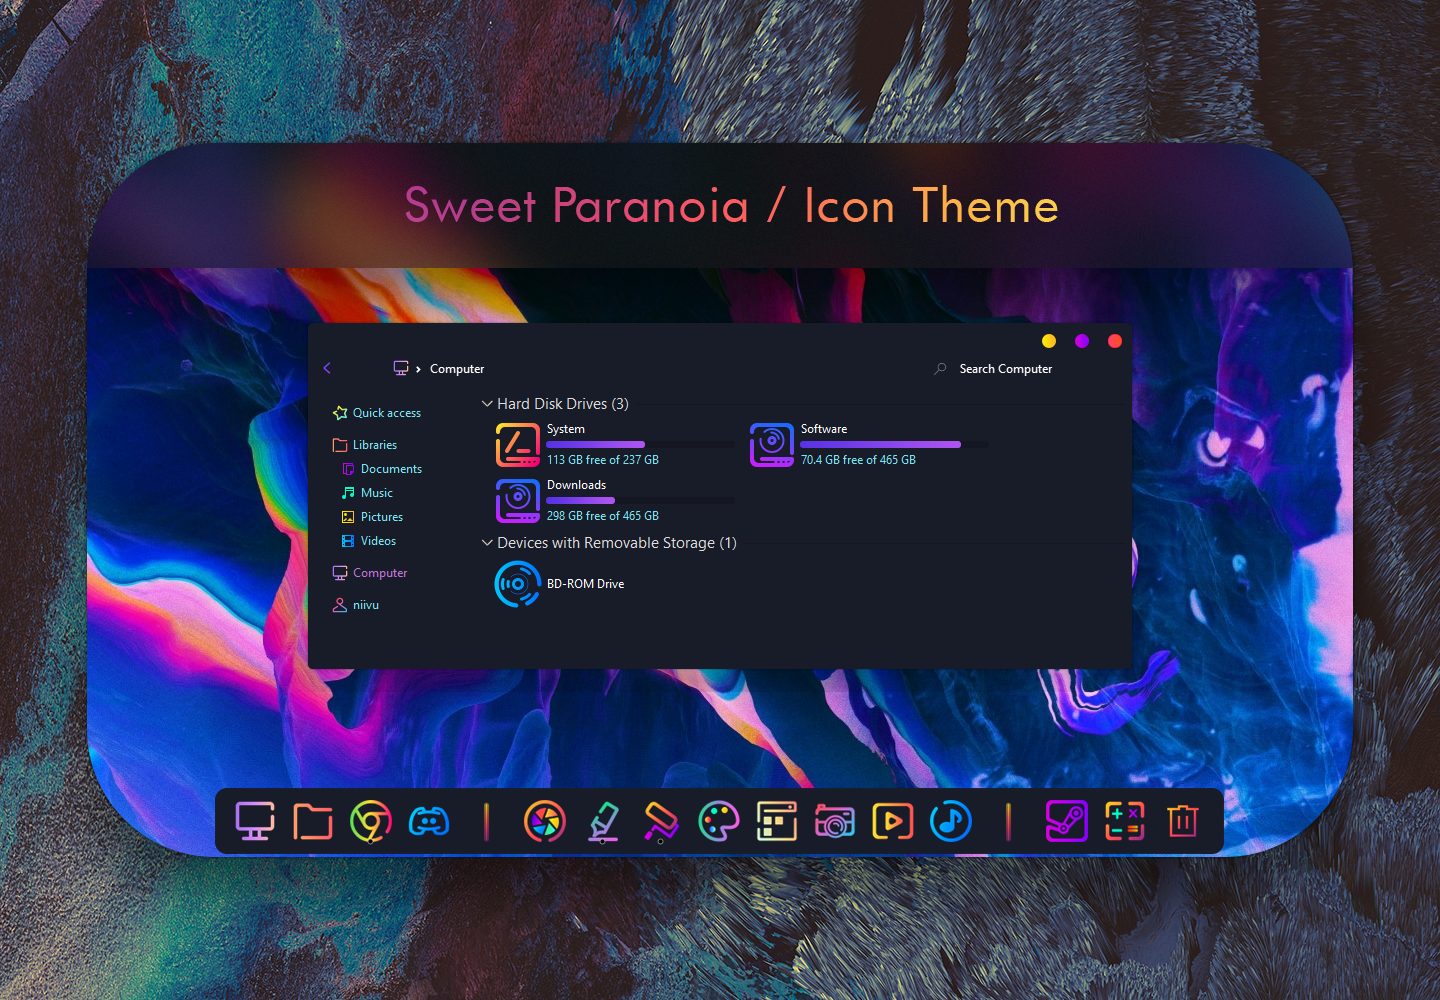 Sweet Paranoia / Icon Theme
Computer
Search Computer
Quick access
Libraries
Documents
Music
Pictures
Videos
Computer
niivu
Hard Disk Drives (3)
System
113 GB free of 237 GB
Software
70.4 GB free of 465 GB
Downloads
298 GB free of 465 GB
Devices with Removable Storage (1)
BD-ROM Drive